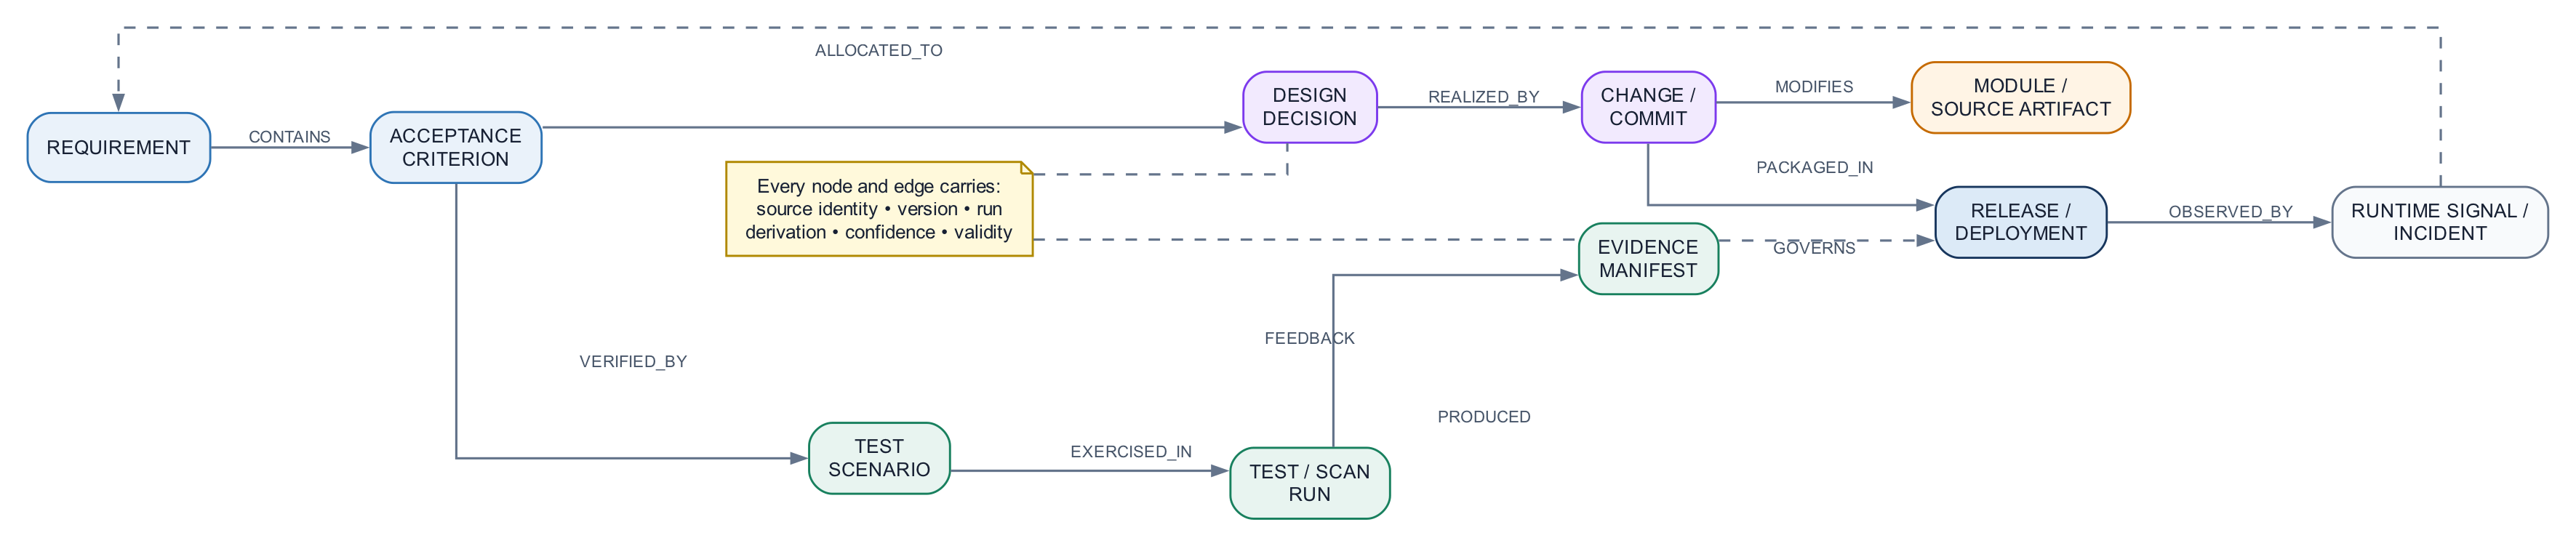 ALLOCATED_TO
REQUIREMENT
CONTAINS
ACCEPTANCE
CRITERION
DESIGN
DECISION
REALIZED_BY
CHANGE /
COMMIT
MODIFIES
MODULE /
SOURCE ARTIFACT
PACKAGED_IN
Every node and edge carries:
source identity • version • run
derivation • confidence • validity
EVIDENCE
MANIFEST
GOVERNS
RELEASE /
DEPLOYMENT
OBSERVED_BY
RUNTIME SIGNAL /
INCIDENT
FEEDBACK
VERIFIED_BY
PRODUCED
TEST
SCENARIO
EXERCISED_IN
TEST / SCAN
RUN